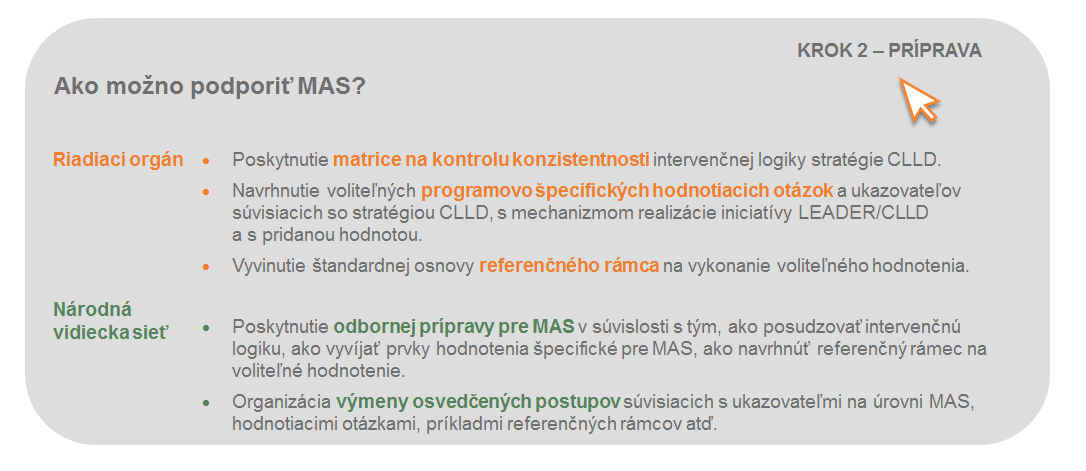 KROK 2 – PRÍPRAVA
Ako možno podporiť MAS?
Riadiaci orgán
• Poskytnutie matrice na kontrolu konzistentnosti intervenčnej logiky stratégie CLLD.
• Navrhnutie voliteľných programovo špecifických hodnotiacich otázok a ukazovateľov
súvisiacich so stratégiou CLLD, s mechanizmom realizácie iniciatívy LEADER/CLLD
a s pridanou hodnotou.
• Vyvinutie štandardnej osnovy referenčného rámca na vykonanie voliteľného hodnotenia.
Národná
vidiecka sieť
• Poskytnutie odbornej prípravy pre MAS v súvislosti s tým, ako posudzovať intervenčnú
logiku, ako vyvíjať prvky hodnotenia špecifické pre MAS, ako navrhnúť referenčný rámec na
voliteľné hodnotenie.
• Organizácia výmeny osvedčených postupov súvisiacich s ukazovateľmi na úrovni MAS,
hodnotiacimi otázkami, príkladmi referenčných rámcov atď.